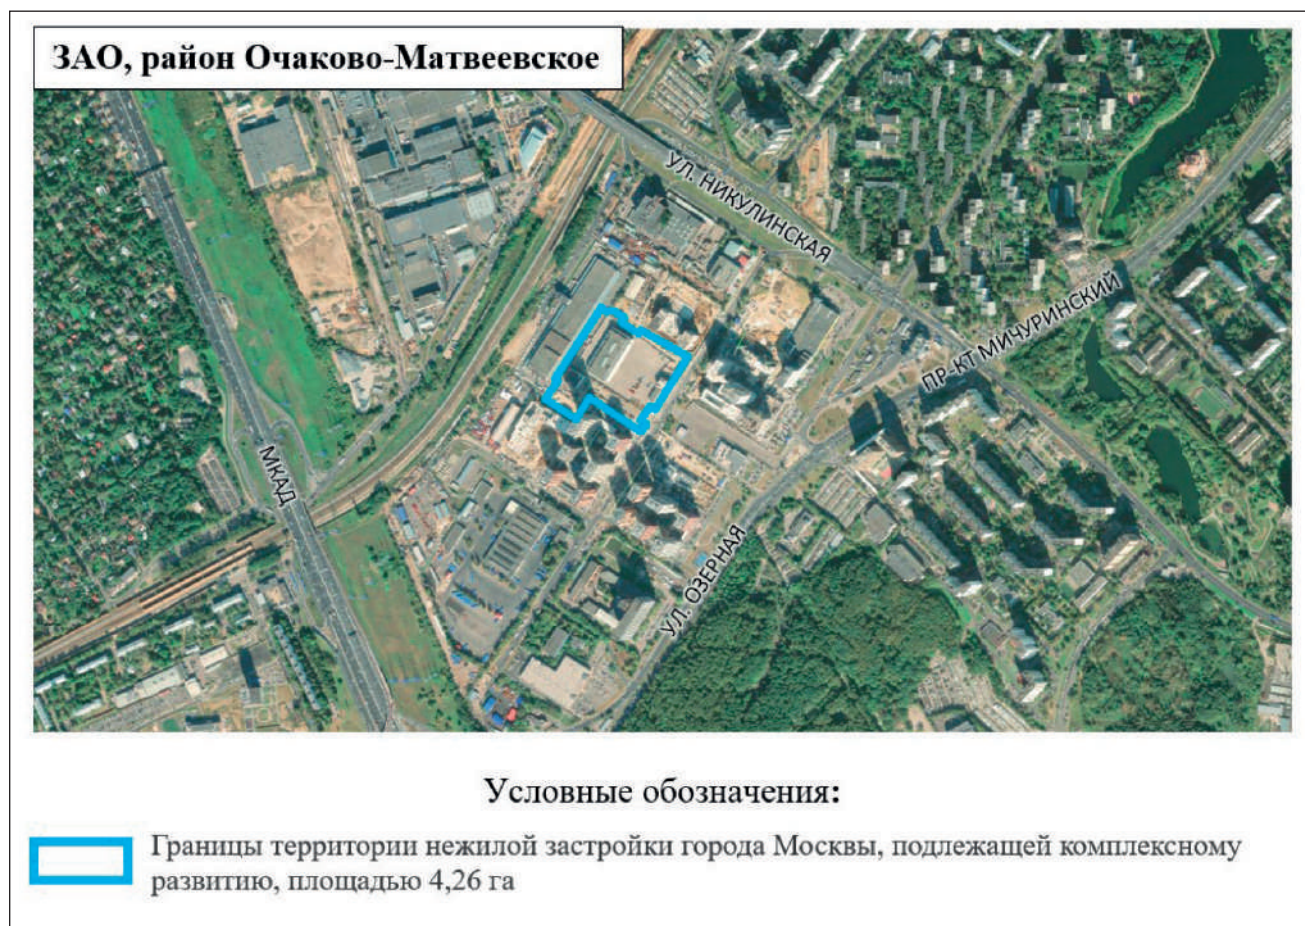 ЗАО, район Очаково-Матвеевское
УЛ. НИКУЛИНСКАЯ
ПР-КТ МИЧУРИНСКИЙ
МКАД
УЛ. ОЗЕРНАЯ
Условные обозначения:
Границы территории нежилой застройки города Москвы, подлежащей комплексному
развитию, площадью 4,26 га